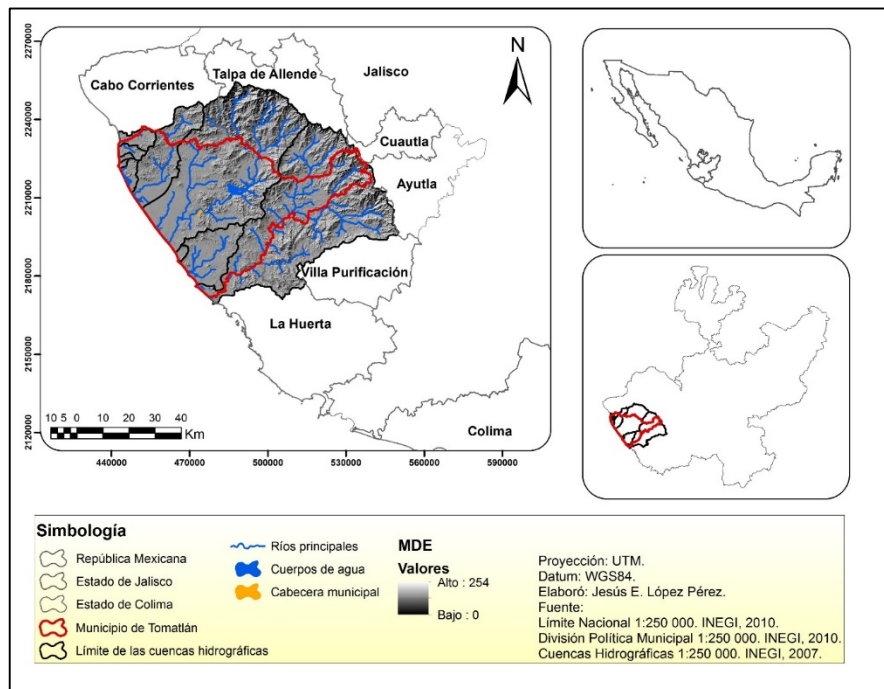 N
Talpa de Allende
Jalisco
Cabo Corrientes
Cuautla
Ayutla
Villa Purificación
La Huerta
Colima
2270000
2240000
2210000
2180000
2150000
2120000
10 5 0 10 20 30 40
Km
440000 470000 500000 530000 560000 590000
Simbología
República Mexicana
Estado de Jalisco
Estado de Colima
Municipio de Tomatlán
Límite de las cuencas hidrográficas
Ríos principales
Cuerpos de agua
Cabecera municipal
MDE
Valores
Alto : 254
Bajo : 0
Proyección: UTM.
Datum: WGS84.
Elaboró: Jesús E. López Pérez.
Fuente:
Límite Nacional 1:250 000. INEGI, 2010.
División Política Municipal 1:250 000. INEGI, 2010.
Cuencas Hidrográficas 1:250 000. INEGI, 2007.